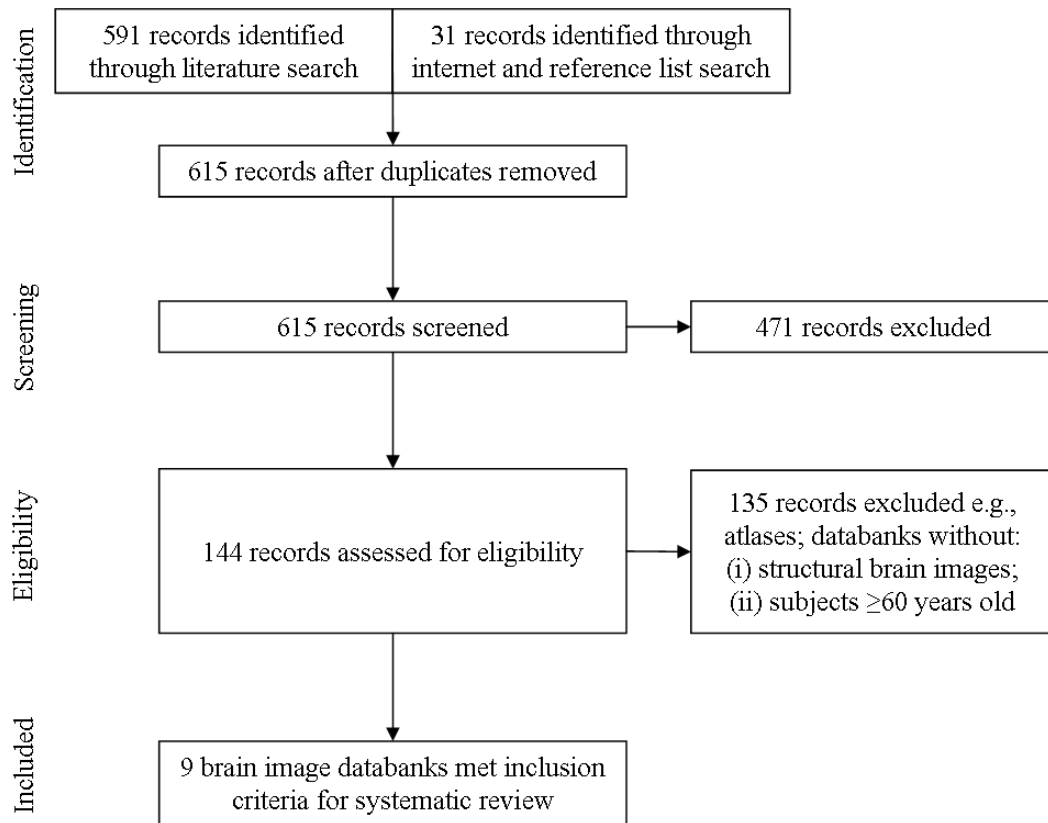 Identification
591 records identified
through literature search
31 records identified through
internet and reference list search
615 records after duplicates removed
Screening
615 records screened
471 records excluded
Eligibility
144 records assessed for eligibility
135 records excluded e.g.,
atlases; databanks without:
(i) structural brain images;
(ii) subjects ≥60 years old
Included
9 brain image databanks met inclusion
criteria for systematic review